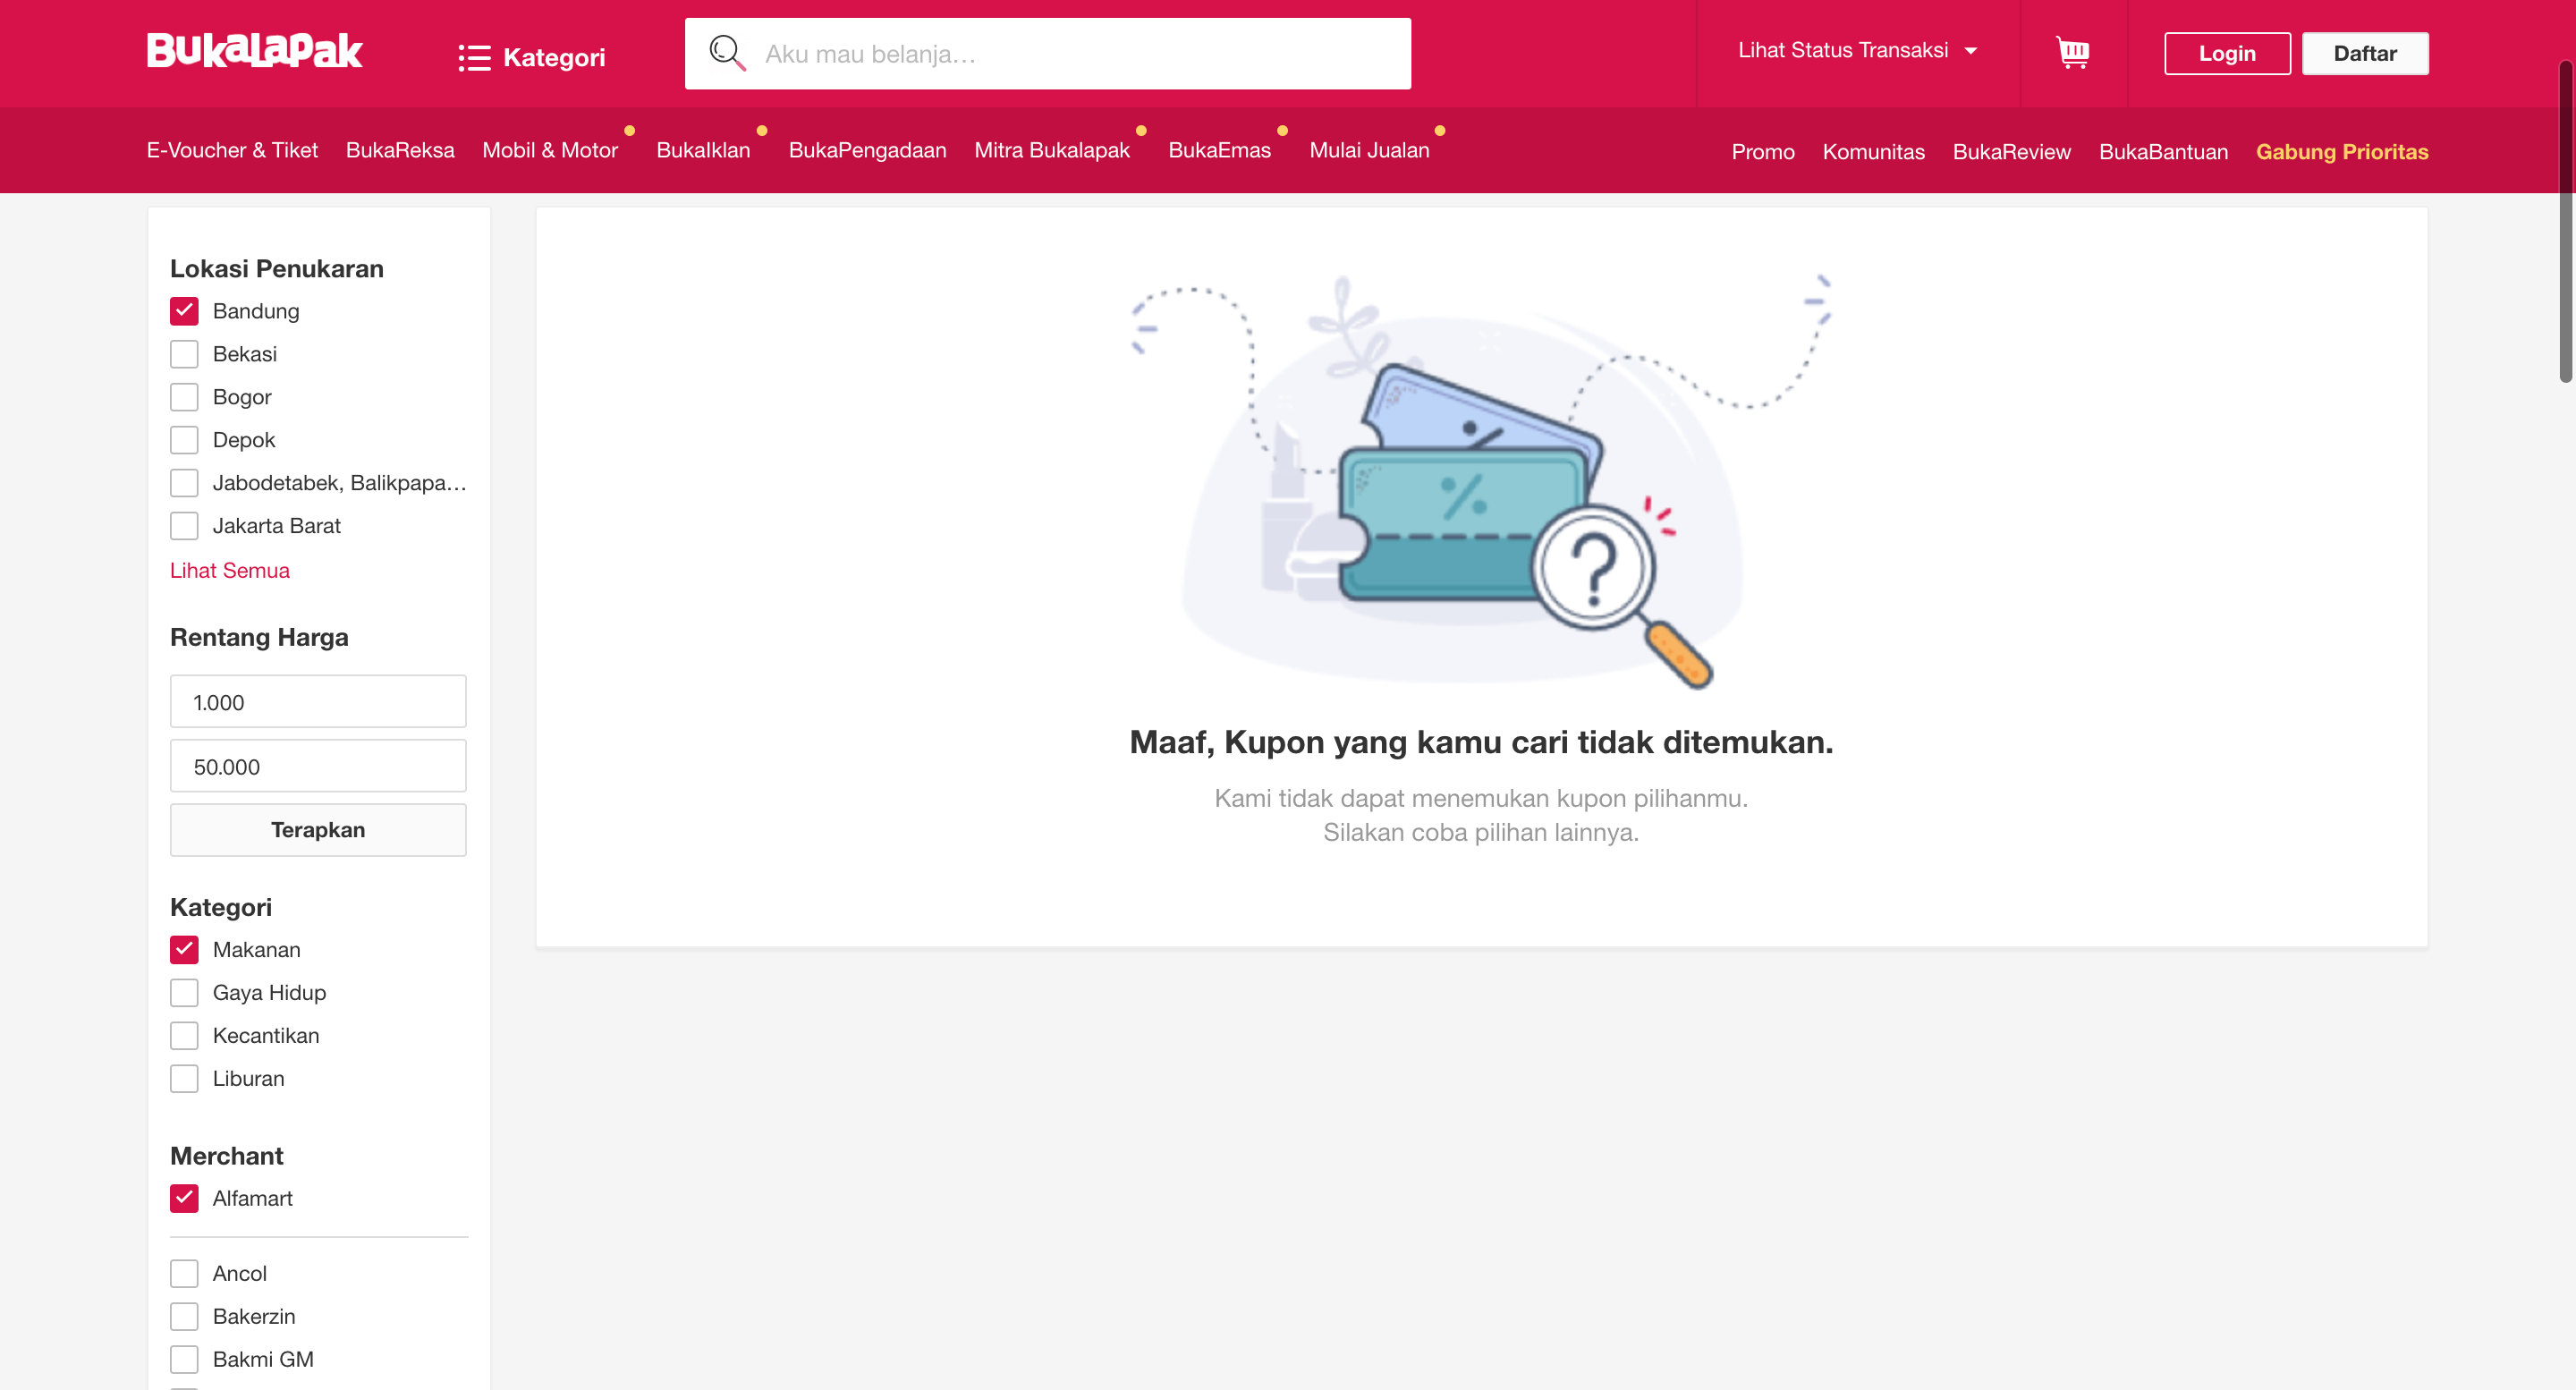 Bukalapak
Kategori
Aku mau belanja...
Lihat Status Transaksi
Login
Daftar
E-Voucher & Tiket
BukaReksa
Mobil & Motor
BukaIklan
BukaPengadaan
Mitra Bukalapak
BukaEmas
Mulai Jualan
Promo
Komunitas
BukaReview
BukaBantuan
Gabung Prioritas
Lokasi Penukaran
Bandung
Bekasi
Bogor
Depok
Jabodetabek, Balikpapa...
Jakarta Barat
Lihat Semua
Rentang Harga
1.000
50.000
Terapkan
Kategori
Makanan
Gaya Hidup
Kecantikan
Liburan
Merchant
Alfamart
Ancol
Bakerzin
Bakmi GM
%
%
?
Maaf, Kupon yang kamu cari tidak ditemukan.
Kami tidak dapat menemukan kupon pilihanmu.
Silakan coba pilihan lainnya.